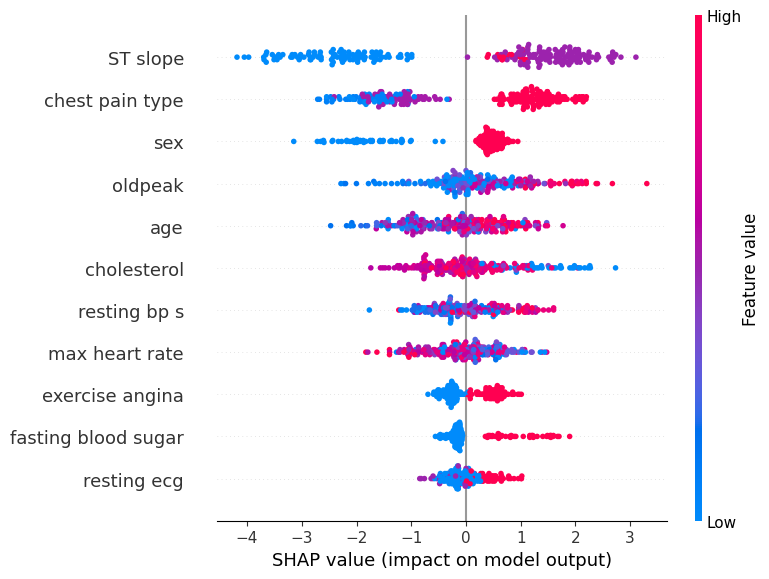 High
ST slope
chest pain type
sex
oldpeak
age
cholesterol
resting bp s
max heart rate
exercise angina
fasting blood sugar
resting ecg
Feature value
Low
−4 −3 −2 −1 0 1 2 3
SHAP value (impact on model output)